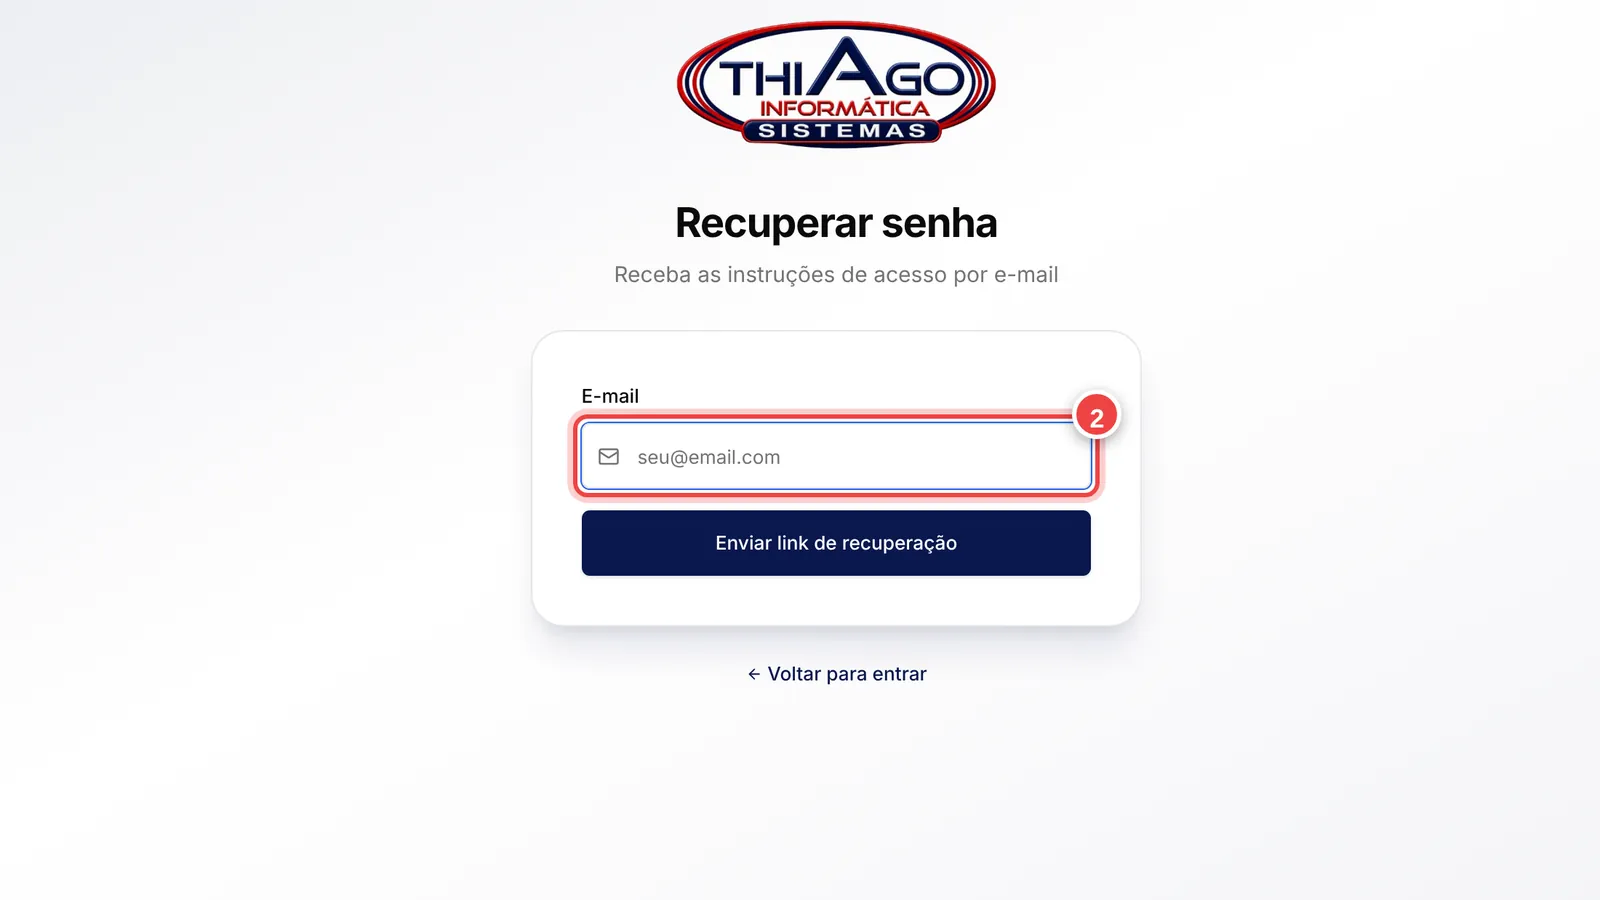 THIAGO
INFORMÁTICA
SISTEMAS
Recuperar senha
Receba as instruções de acesso por e-mail
E-mail
2
seu@email.com
Enviar link de recuperação
← Voltar para entrar